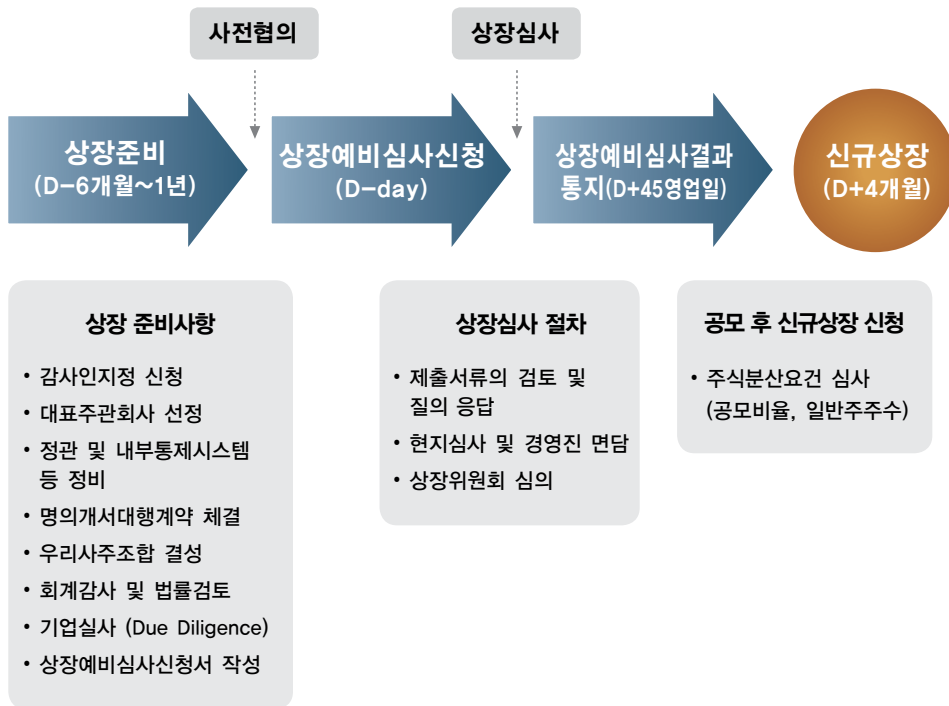 사전협의
상장심사
상장준비
(D-6개월~1년)
상장예비심사신청
(D-day)
상장예비심사결과
통지(D+45영업일)
신규상장
(D+4개월)
상장 준비사항
• 감사인지정 신청
• 대표주관회사 선정
• 정관 및 내부통제시스템
등 정비
• 명의개서대행계약 체결
• 우리사주조합 결성
• 회계감사 및 법률검토
• 기업실사 (Due Diligence)
• 상장예비심사신청서 작성
상장심사 절차
• 제출서류의 검토 및
질의 응답
• 현지심사 및 경영진 면담
• 상장위원회 심의
공모 후 신규상장 신청
• 주식분산요건 심사
(공모비율, 일반주주수)